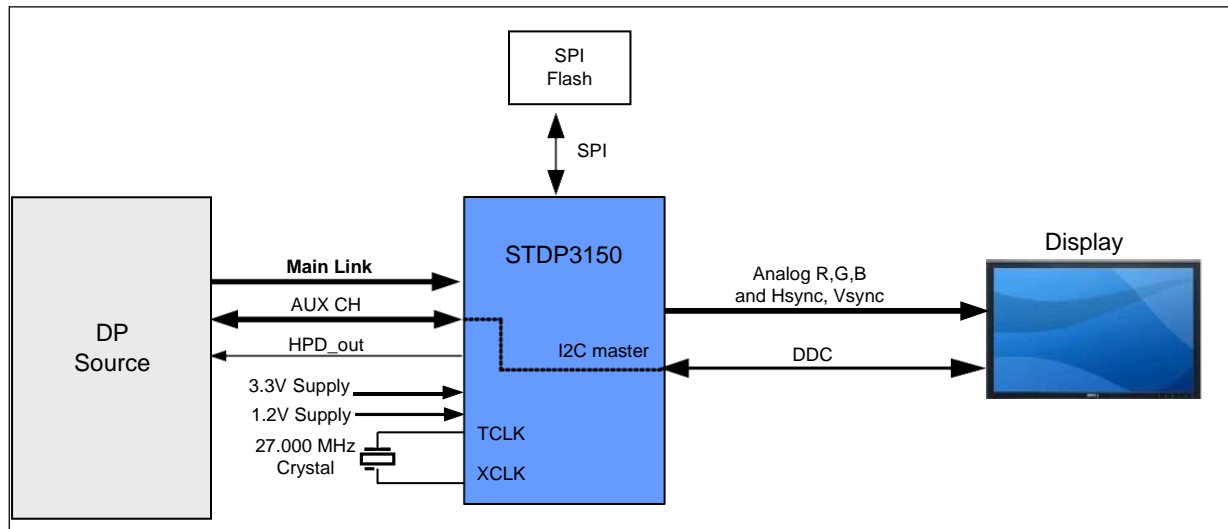 SPI
Flash
SPI
STDP3150
Display
Main Link
Analog R,G,B
and Hsync, Vsync
AUX CH
DP
Source
HPD_out
I2C master
DDC
3.3V Supply
1.2V Supply
27.000 MHz
Crystal
TCLK
XCLK